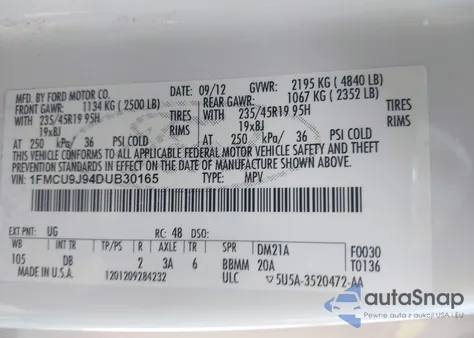 MFD. BY FORD MOTOR CO. 09/12 GVWR: 2195 KG ( 4840 LB)
FRONT GAWR: 1134 KG ( 2500 LB) REAR GAWR: 1067 KG ( 2352 LB)
WITH 235/45R19 95H TIRES WITH 235/45R19 95H TIRES
19x8J RIMS 19x8J RIMS
AT 250 kPa/ 36 PSI COLD AT 250 kPa/ 36 PSI COLD
THIS VEHICLE CONFORMS TO ALL APPLICABLE FEDERAL MOTOR VEHICLE SAFETY AND THEFT PREVENTION STANDARDS IN EFFECT ON THE DATE OF MANUFACTURE SHOWN ABOVE.
VIN: 1FMCU9J94DUB30165 TYPE: MPV
EXT PNT: UG RC: 48 DSO:
WB INT TR TP/PS R AXLE TR SPR DM21A F0030
105 DB 2 3A 6 BBMM 20A T0136
MADE IN U.S.A. 1201209284232 ULC 5U5A-3520472-AA
autoSnap
Pewne auta z aukcji USA i EU